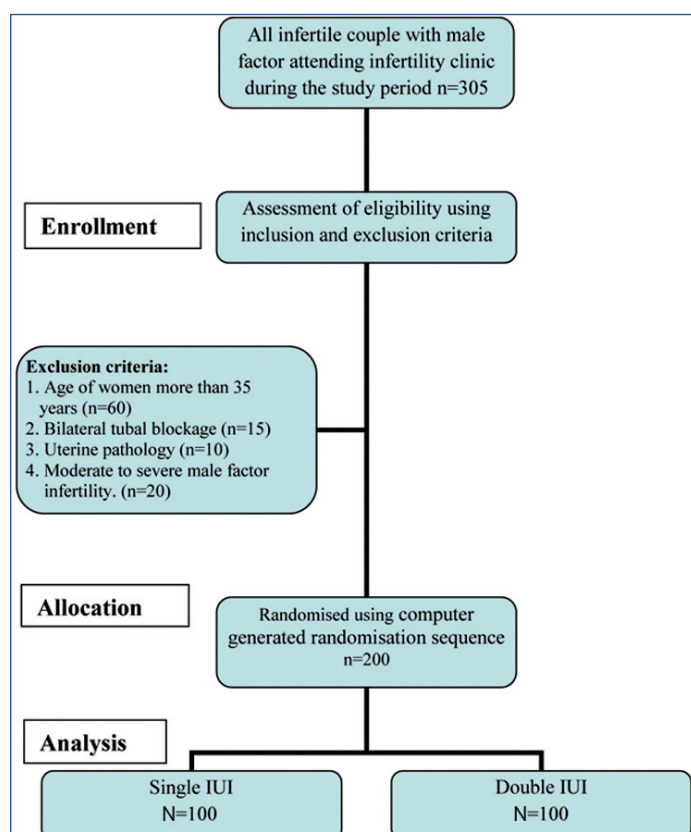 All infertile couple with male
factor attending infertility clinic
during the study period n=305
Enrollment
Assessment of eligibility using
inclusion and exclusion criteria
Exclusion criteria:
1. Age of women more than 35
years (n=60)
2. Bilateral tubal blockage (n=15)
3. Uterine pathology (n=10)
4. Moderate to severe male factor
infertility. (n=20)
Allocation
Randomised using computer
generated randomisation sequence
n=200
Analysis
Single IUI
N=100
Double IUI
N=100